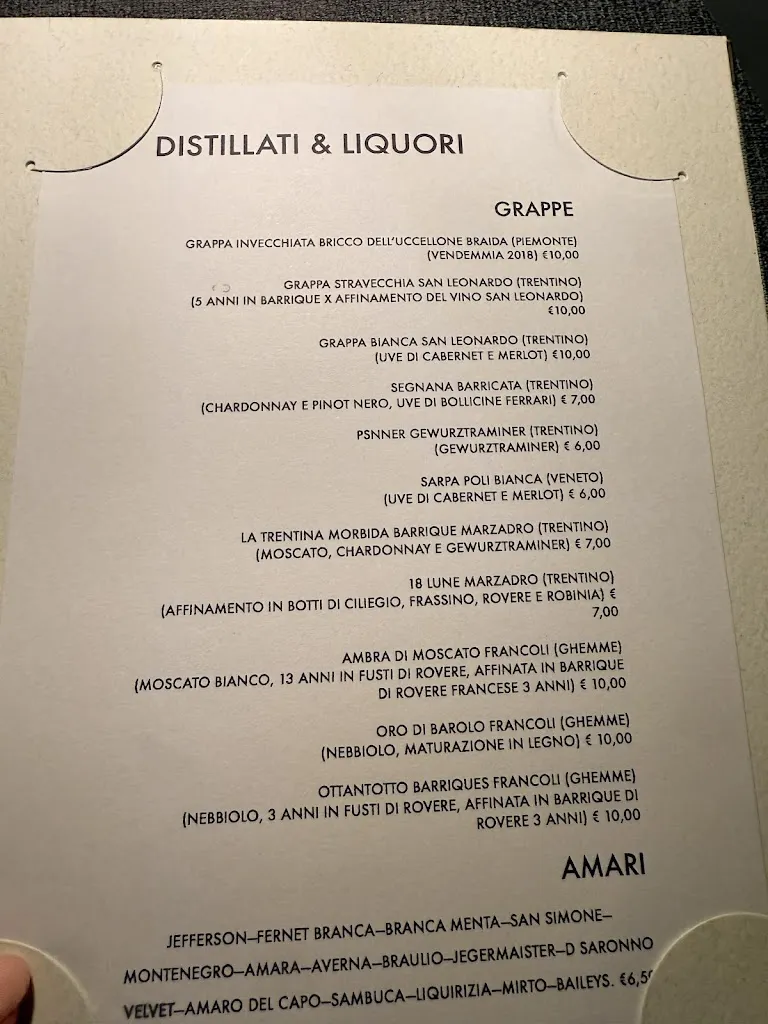 DISTILLATI & LIQUORI
GRAPPE
GRAPPA INVECCHIATA BRICCO DELL'UCCELLONE BRAIDA (PIEMONTE)
(VENDEMMIA 2018) €10,00
GRAPPA STRAVECCHIA SAN LEONARDO (TRENTINO)
(5 ANNI IN BARRIQUE X AFFINAMENTO DEL VINO SAN LEONARDO)
€10,00
GRAPPA BIANCA SAN LEONARDO (TRENTINO)
(UVE DI CABERNET E MERLOT) €10,00
SEGNANA BARRICATA (TRENTINO)
(CHARDONNAY E PINOT NERO, UVE DI BOLLICINE FERRARI) € 7,00
PSNNER GEWURZTRAMINER (TRENTINO)
(GEWURZTRAMINER) € 6,00
SARPA POLI BIANCA (VENETO)
(UVE DI CABERNET E MERLOT) € 6,00
LA TRENTINA MORBIDA BARRIQUE MARZADRO (TRENTINO)
(MOSCATO, CHARDONNAY E GEWURZTRAMINER) € 7,00
18 LUNE MARZADRO (TRENTINO)
(AFFINAMENTO IN BOTTI DI CILIEGIO, FRASSINO, ROVERE E ROBINIA) €
7,00
AMBRA DI MOSCATO FRANCOLI (GHEMME)
(MOSCATO BIANCO, 13 ANNI IN FUSTI DI ROVERE, AFFINATA IN BARRIQUE
DI ROVERE FRANCESE 3 ANNI) € 10,00
ORO DI BAROLO FRANCOLI (GHEMME)
(NEBBIOLO, MATURAZIONE IN LEGNO) € 10,00
OTTANTOTTO BARRIQUES FRANCOLI (GHEMME)
(NEBBIOLO, 3 ANNI IN FUSTI DI ROVERE, AFFINATA IN BARRIQUE DI
ROVERE 3 ANNI) € 10,00
AMARI
JEFFERSON—FERNET BRANCA—BRANCA MENTA—SAN SIMONE—
MONTENEGRO—AMARA—AVERNA—BRAULIO—JEGERMAISTER—D SARONNO
VELVET—AMARO DEL CAPO—SAMBUCA—LIQUIRIZIA—MIRTO—BAILEYS.